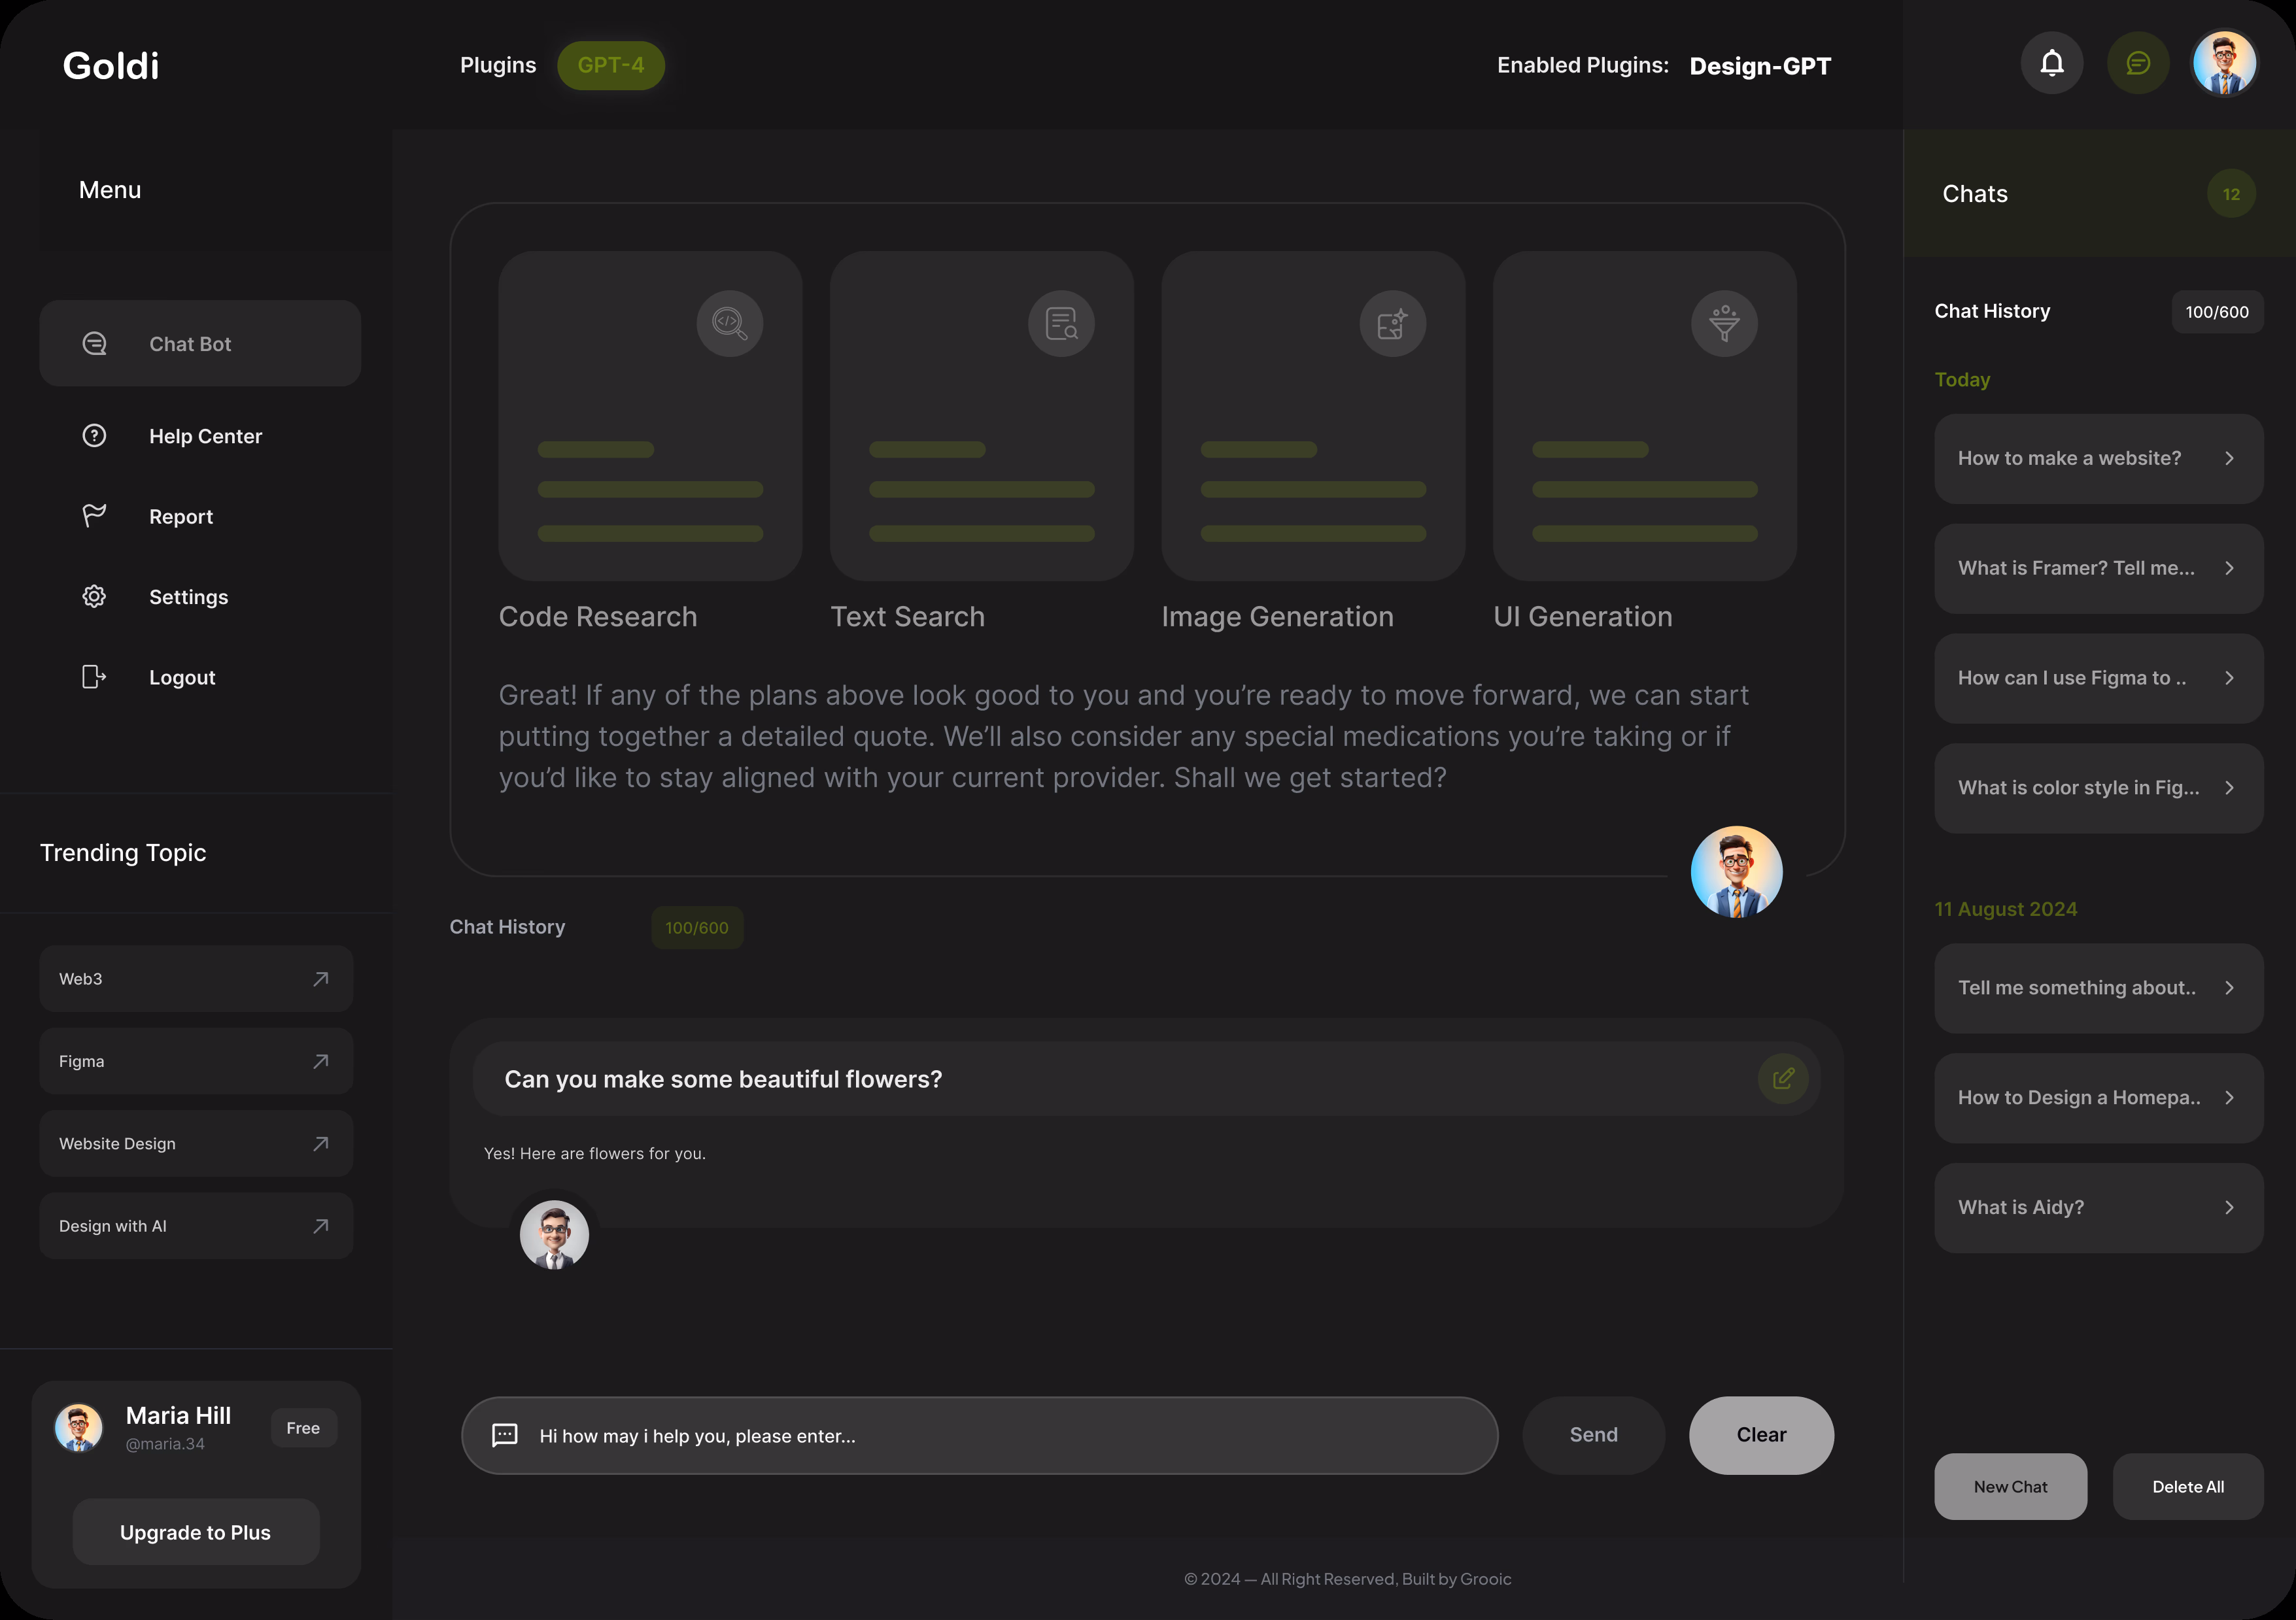 Goldi
Plugins
GPT-4
Enabled Plugins:
Design-GPT
Menu
Chat Bot
Help Center
Report
Settings
Logout
Trending Topic
Web3
Figma
Website Design
Design with AI
Maria Hill
@maria.34
Free
Upgrade to Plus
Code Research
Text Search
Image Generation
UI Generation
Great! If any of the plans above look good to you and you’re ready to move forward, we can start
putting together a detailed quote. We’ll also consider any special medications you’re taking or if
you’d like to stay aligned with your current provider. Shall we get started?
Chat History
100/600
Can you make some beautiful flowers?
Yes! Here are flowers for you.
Hi how may i help you, please enter...
Send
Clear
© 2024 — All Right Reserved, Built by Grooic
Chats
12
Chat History
100/600
Today
How to make a website?
What is Framer? Tell me...
How can I use Figma to ..
What is color style in Fig...
11 August 2024
Tell me something about..
How to Design a Homepa..
What is Aidy?
New Chat
Delete All